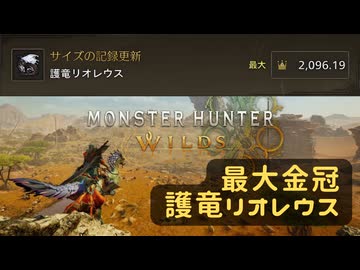 サイズの記録更新
護竜リオレウス
最大 2,096.19
MONSTER HUNTER
WILDS
最大金冠
護竜リオレウス